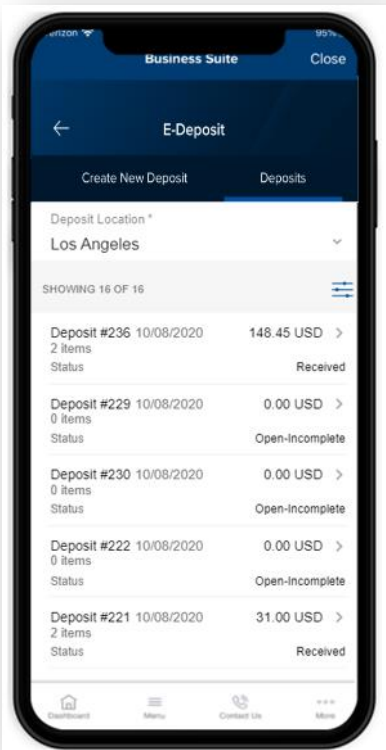 verizon 95%
Business Suite Close
E-Deposit
Create New Deposit Deposits
Deposit Location *
Los Angeles
SHOWING 16 OF 16
Deposit #236 10/08/2020 148.45 USD >
2 items
Status Received
Deposit #229 10/08/2020 0.00 USD >
0 items
Status Open-Incomplete
Deposit #230 10/08/2020 0.00 USD >
0 items
Status Open-Incomplete
Deposit #222 10/08/2020 0.00 USD >
0 items
Status Open-Incomplete
Deposit #221 10/08/2020 31.00 USD >
2 items
Status Received
Dashboard Menu Contact Us More